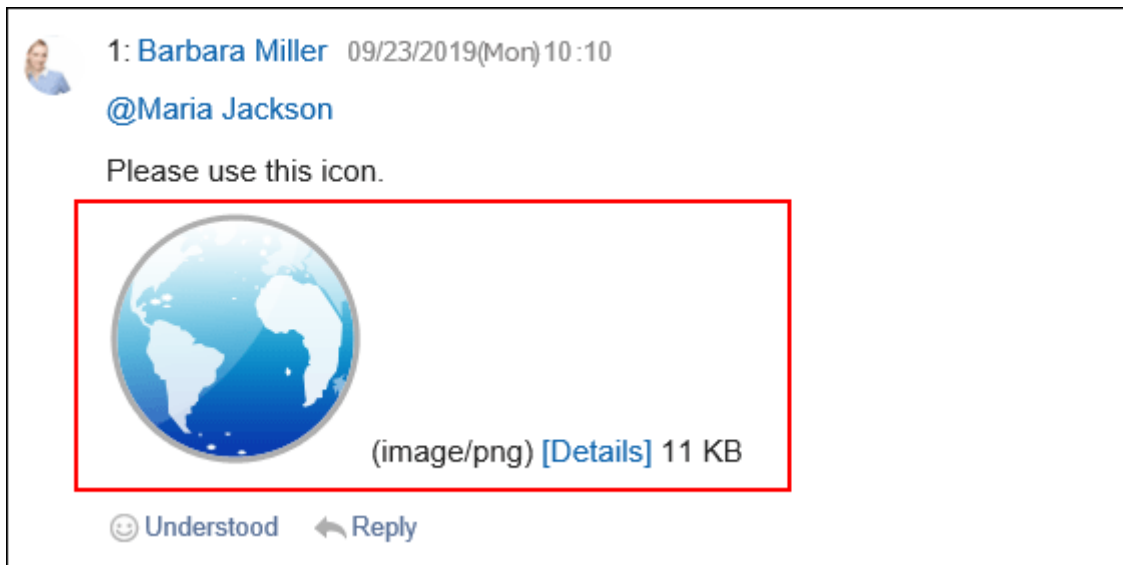 1: Barbara Miller 09/23/2019(Mon)10:10
@Maria Jackson
Please use this icon.
(image/png) [Details] 11 KB
Understood Reply